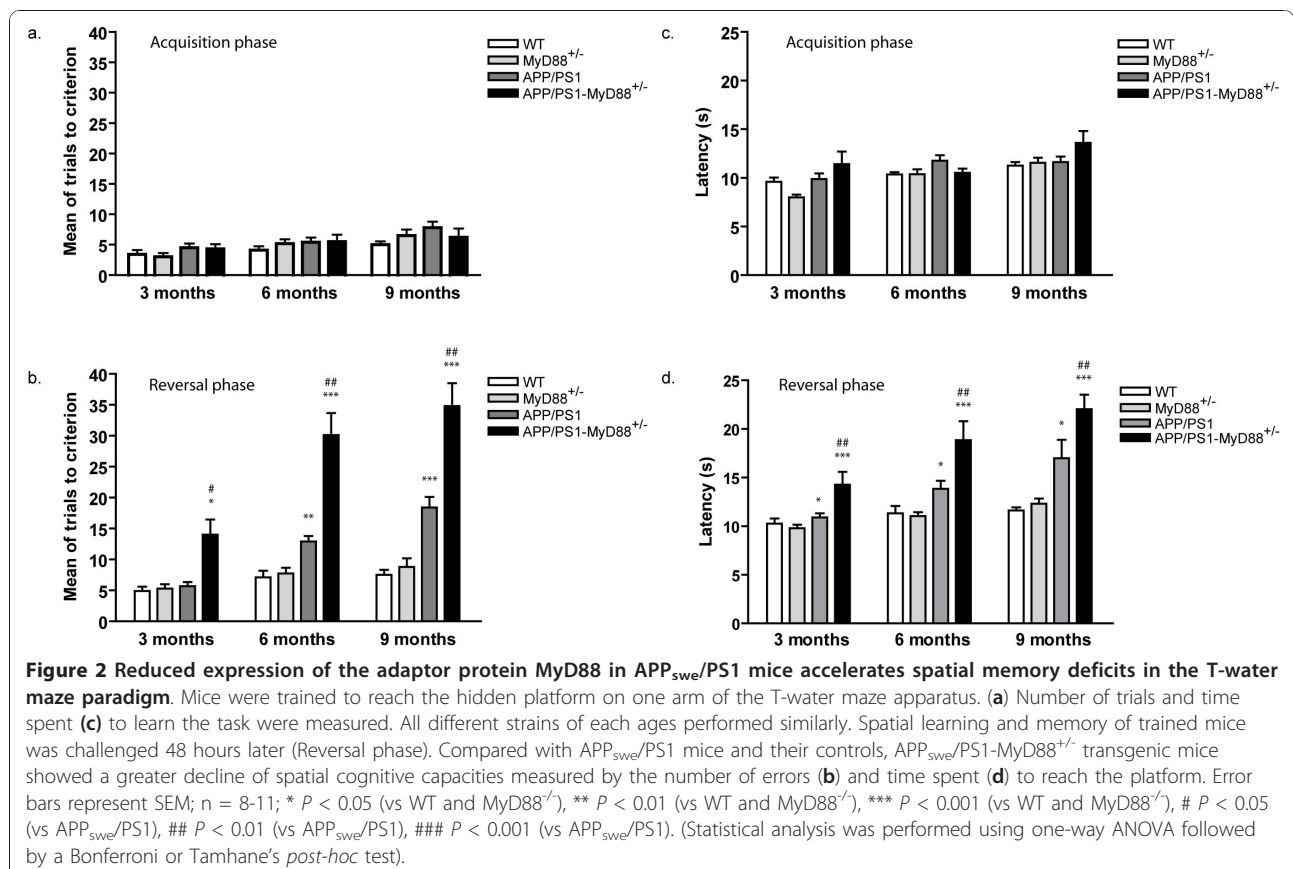 a.
Acquisition phase
WT
MyD88+/-
APP/PS1
APP/PS1-MyD88+/-
Mean of trials to criterion
40
35
30
25
20
15
10
5
0
3 months 6 months 9 months
c.
Acquisition phase
WT
MyD88+/-
APP/PS1
APP/PS1-MyD88+/-
Latency (s)
25
20
15
10
5
0
3 months 6 months 9 months
b.
Reversal phase
WT
MyD88+/-
APP/PS1
APP/PS1-MyD88+/-
Mean of trials to criterion
40
35
30
25
20
15
10
5
0
#
*
**
##
***
***
##
***
3 months 6 months 9 months
d.
Reversal phase
WT
MyD88+/-
APP/PS1
APP/PS1-MyD88+/-
Latency (s)
25
20
15
10
5
0
*
##
***
*
##
***
*
##
***
3 months 6 months 9 months
Figure 2 Reduced expression of the adaptor protein MyD88 in APPswe/PS1 mice accelerates spatial memory deficits in the T-water
maze paradigm. Mice were trained to reach the hidden platform on one arm of the T-water maze apparatus. (a) Number of trials and time
spent (c) to learn the task were measured. All different strains of each ages performed similarly. Spatial learning and memory of trained mice
was challenged 48 hours later (Reversal phase). Compared with APPswe/PS1 mice and their controls, APPswe/PS1-MyD88+/- transgenic mice
showed a greater decline of spatial cognitive capacities measured by the number of errors (b) and time spent (d) to reach the platform. Error
bars represent SEM; n = 8-11; * P < 0.05 (vs WT and MyD88-/-), ** P < 0.01 (vs WT and MyD88-/-), *** P < 0.001 (vs WT and MyD88-/-), # P < 0.05
(vs APPswe/PS1), ## P < 0.01 (vs APPswe/PS1), ### P < 0.001 (vs APPswe/PS1). (Statistical analysis was performed using one-way ANOVA followed
by a Bonferroni or Tamhane's post-hoc test).